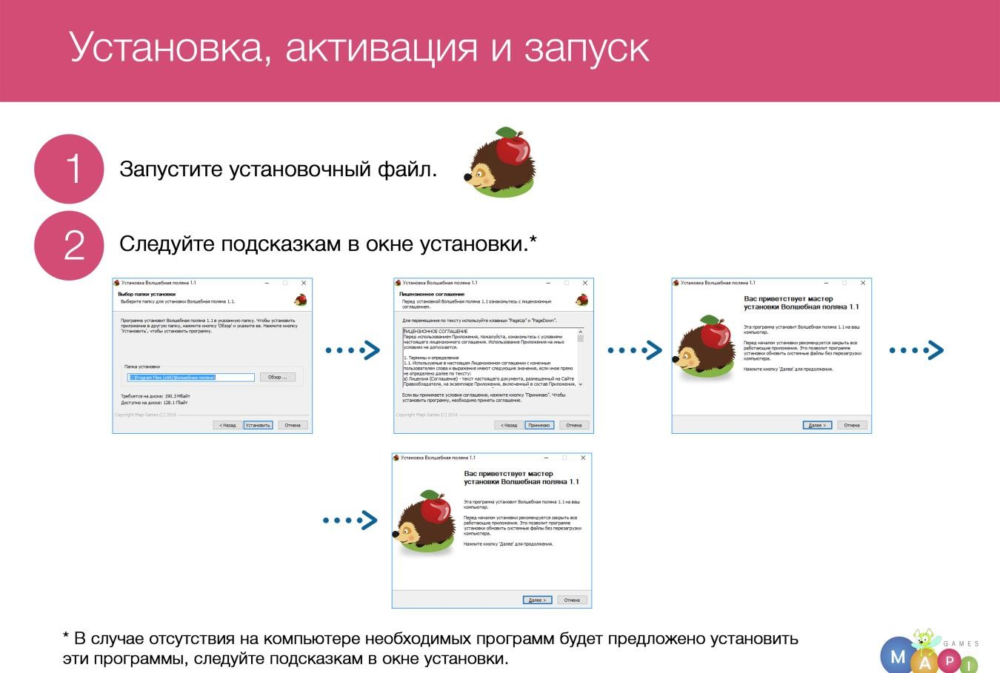 Установка, активация и запуск
1
Запустите установочный файл.
2
Следуйте подсказкам в окне установки.*
Установка Волшебная поляна 1.1
Выбор папки установки
Выберите папку для установки Волшебная поляна 1.1.
Программа установит Волшебная поляна 1.1 в указанную папку. Чтобы установить
приложение в другую папку, нажмите кнопку 'Обзор' и укажите ее. Нажмите кнопку
'Установить', чтобы установить программу.
Папка установки
C:\Program Files (x86)\Волшебная поляна\
Обзор ...
Требуется на диске: 190.3 Мбайт
Доступно на диске: 128.1 Гбайт
Copyright Mapi Games (C) 2016
< Назад
Установить
Отмена
Установка Волшебная поляна 1.1
Лицензионное соглашение
Перед установкой Волшебная поляна 1.1 ознакомьтесь с лицензионным
соглашением.
Для перемещения по тексту используйте клавиши "PageUp" и "PageDown".
ЛИЦЕНЗИОННОЕ СОГЛАШЕНИЕ
Перед использованием Приложения, пожалуйста, ознакомьтесь с условиями
настоящего лицензионного соглашения. Использование Приложения на иных
условиях не допускается.
1. Термины и определения
1.1. Используемые в настоящем Лицензионном соглашении с конечным
пользователем слова и выражения имеют следующие значения, если иное прямо
не определено далее по тексту:
а) Лицензия (Соглашение) - текст настоящего документа, размещенный на Сайте
Правообладателя, на экземпляре Приложения, включенный в состав Приложения,
Если вы принимаете условия соглашения, нажмите кнопку "Принимаю". Чтобы
установить программу, необходимо принять соглашение.
Copyright Mapi Games (C) 2016
< Назад
Принимаю
Отмена
Установка Волшебная поляна 1.1
Вас приветствует мастер
установки Волшебная поляна 1.1
Эта программа установит Волшебная поляна 1.1 на ваш
компьютер.
Перед началом установки рекомендуется закрыть все
работающие приложения. Это позволит программе
установки обновить системные файлы без перезагрузки
компьютера.
Нажмите кнопку 'Далее' для продолжения.
Далее >
Отмена
Установка Волшебная поляна 1.1
Вас приветствует мастер
установки Волшебная поляна 1.1
Эта программа установит Волшебная поляна 1.1 на ваш
компьютер.
Перед началом установки рекомендуется закрыть все
работающие приложения. Это позволит программе
установки обновить системные файлы без перезагрузки
компьютера.
Нажмите кнопку 'Далее' для продолжения.
Далее >
Отмена
* В случае отсутствия на компьютере необходимых программ будет предложено установить
эти программы, следуйте подсказкам в окне установки.
GAMES
MAPI